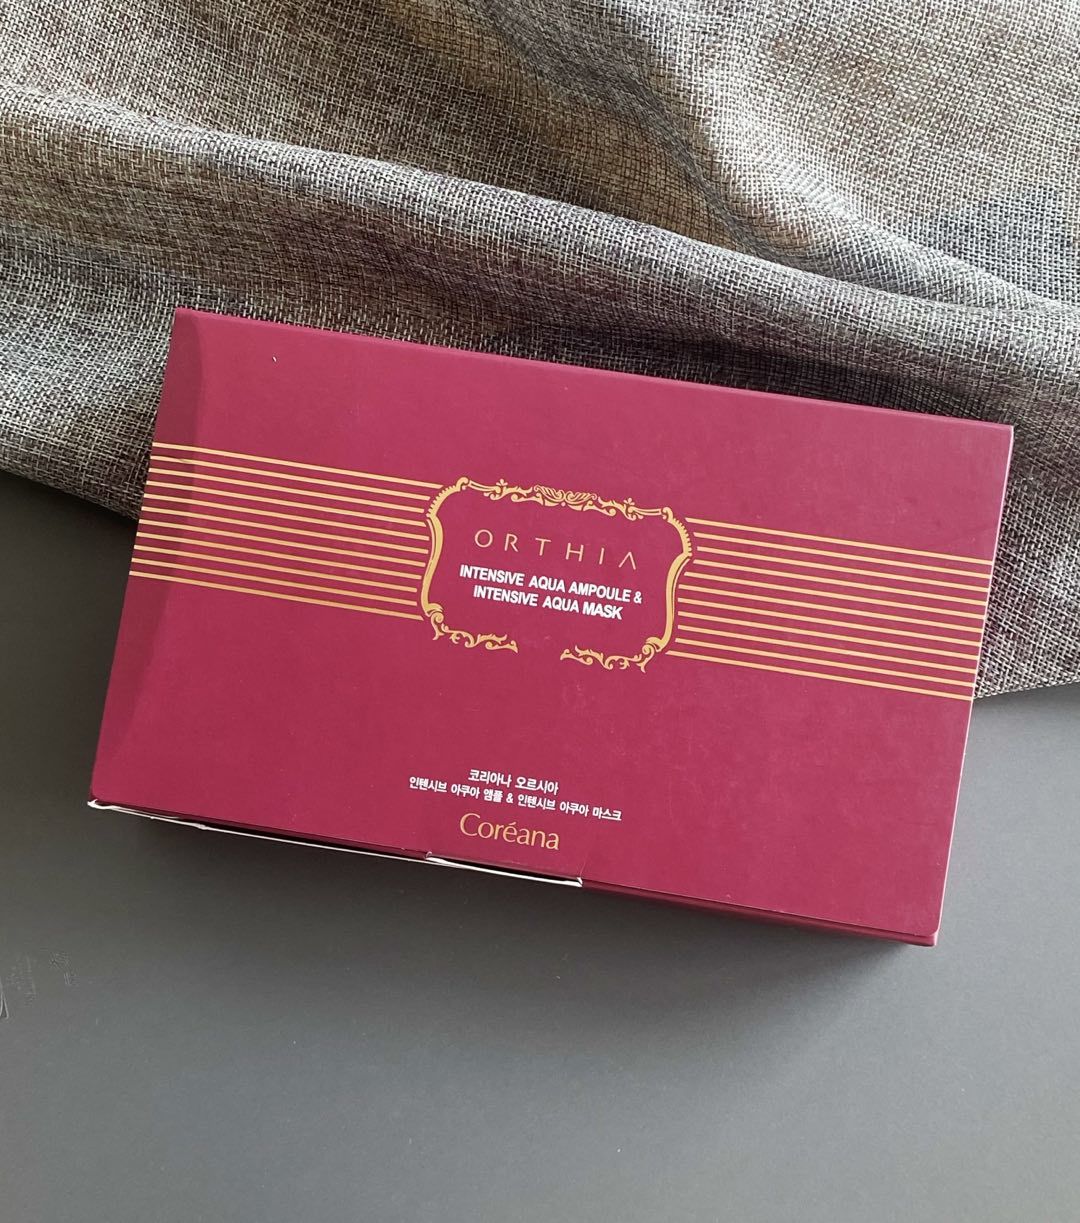 ORTHIA
INTENSIVE AQUA AMPOULE &
INTENSIVE AQUA MASK
코리아나 오르시아
인텐시브 아쿠아 앰플 & 인텐시브 아쿠아 마스크
Coréana